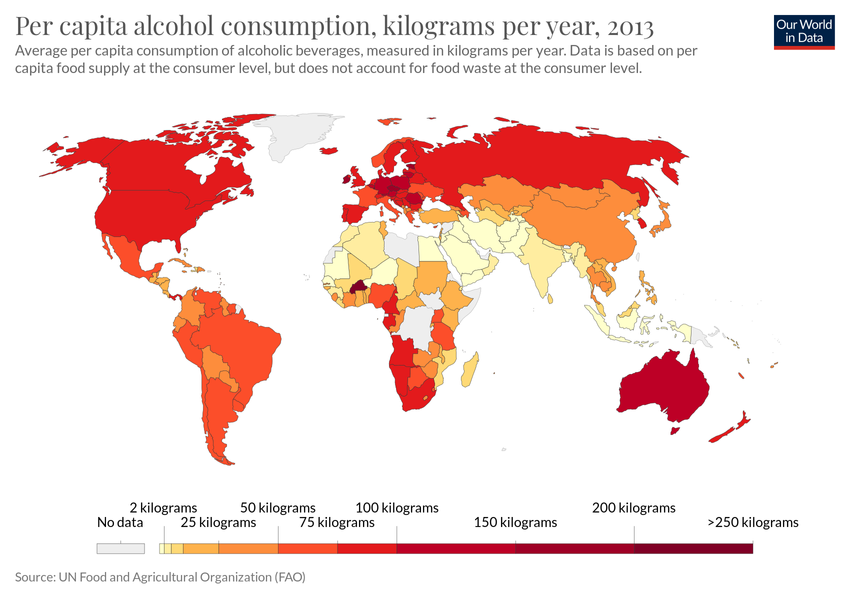 Per capita alcohol consumption, kilograms per year, 2013
Our World
in Data
Average per capita consumption of alcoholic beverages, measured in kilograms per year. Data is based on per
capita food supply at the consumer level, but does not account for food waste at the consumer level.
2 kilograms 50 kilograms 100 kilograms 200 kilograms
No data 25 kilograms 75 kilograms 150 kilograms >250 kilograms
Source: UN Food and Agricultural Organization (FAO)